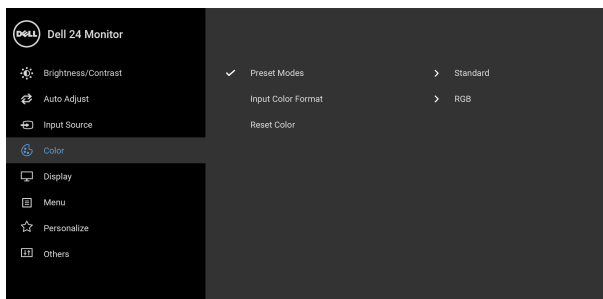 DELL Dell 24 Monitor
Brightness/Contrast Preset Modes Standard
Auto Adjust Input Color Format RGB
Input Source Reset Color
Color
Display
Menu
Personalize
Others